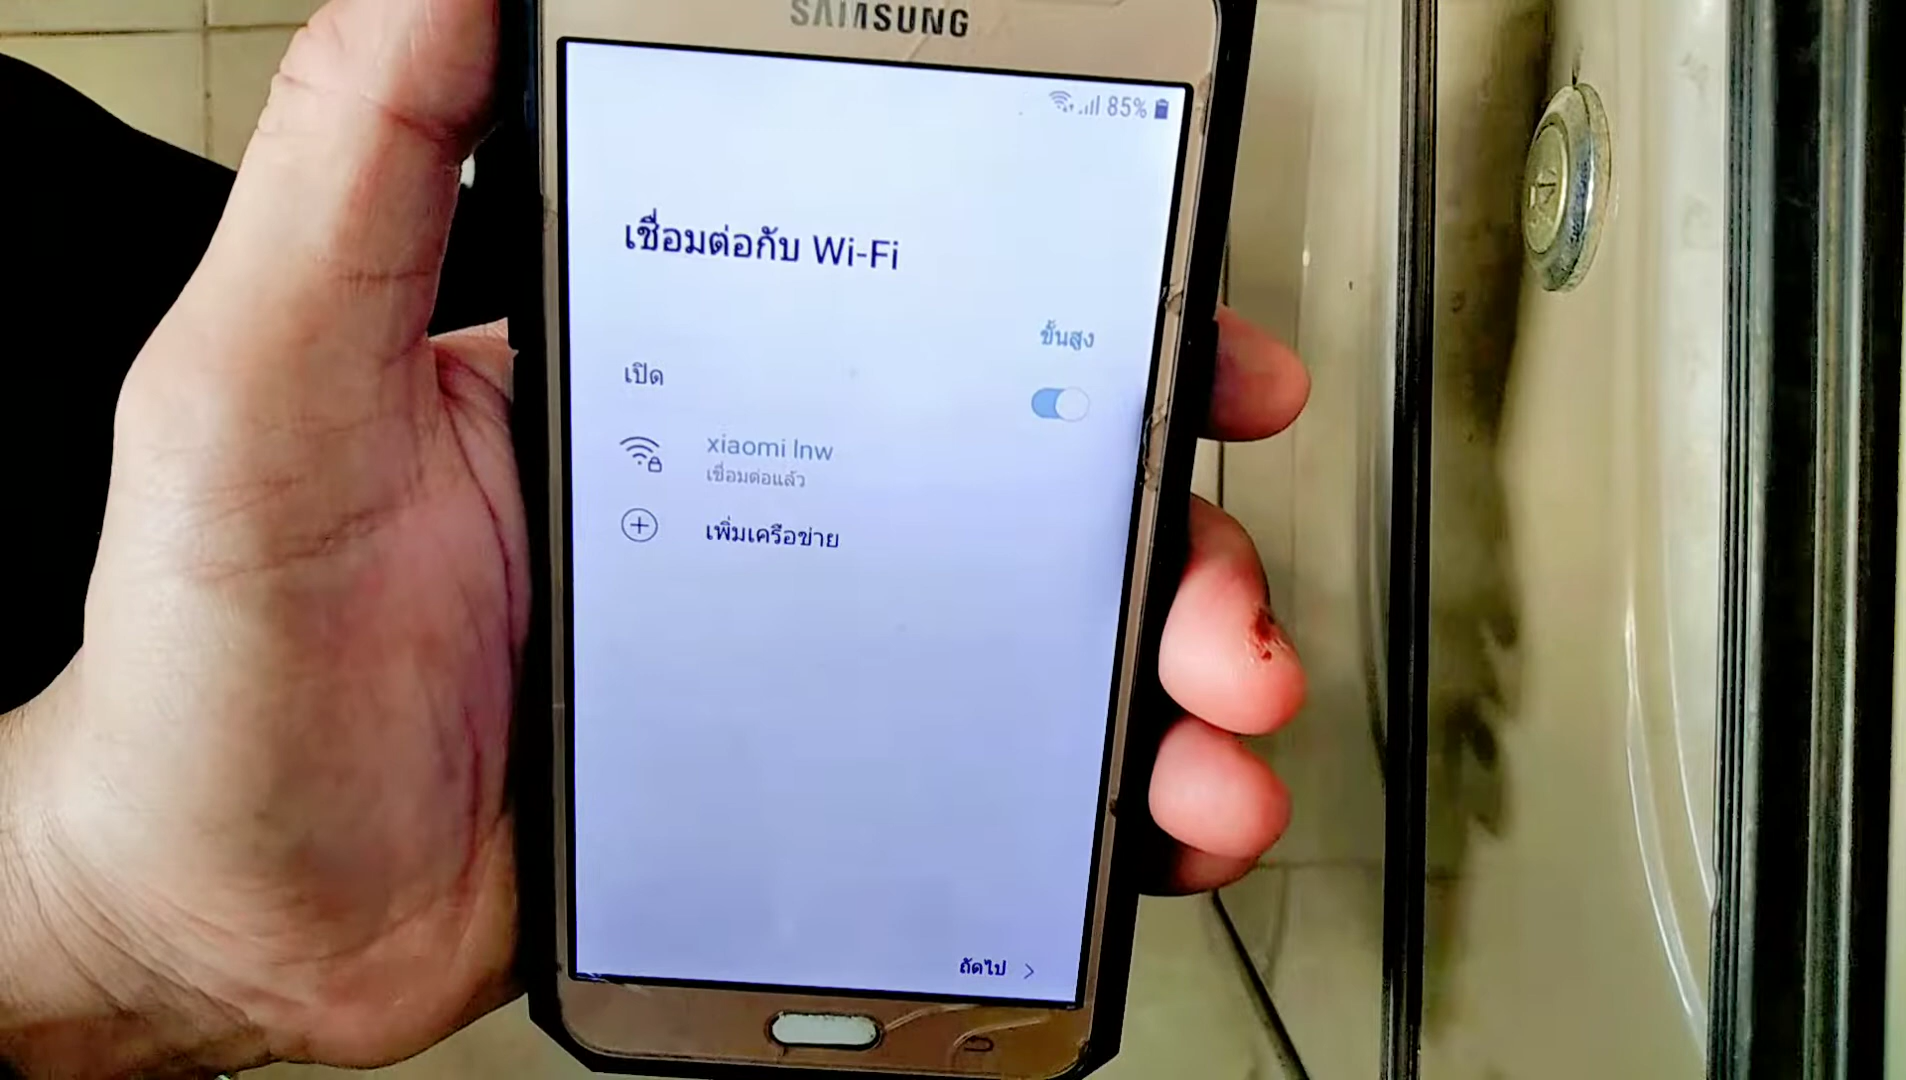 SAMSUNG
85%
เชื่อมต่อกับ Wi-Fi
ขั้นสูง
เปิด
xiaomi lnw
เชื่อมต่อแล้ว
เพิ่มเครือข่าย
ถัดไป